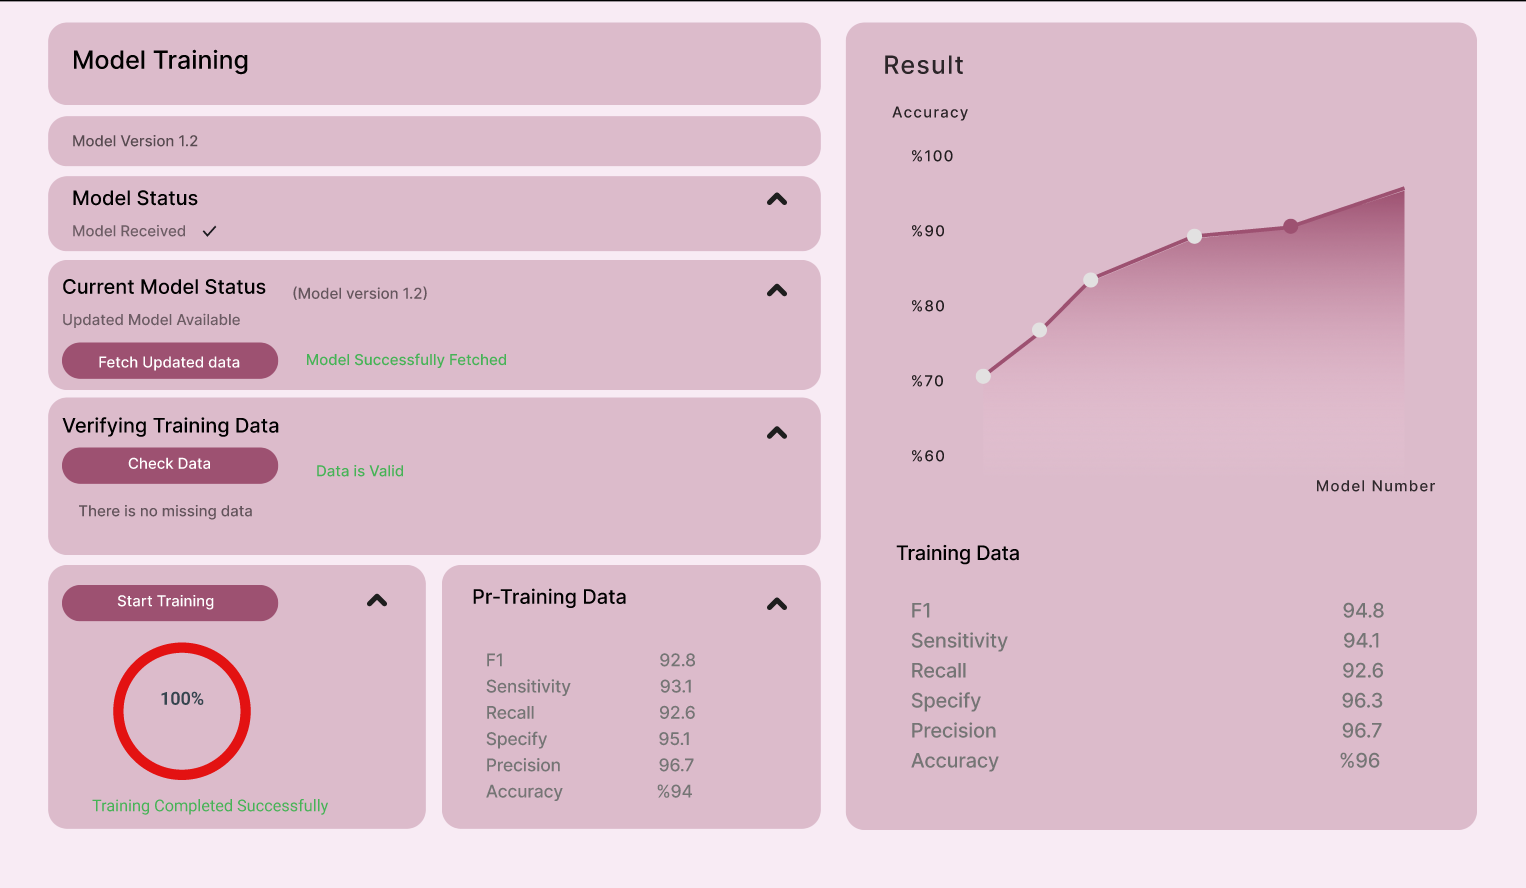 Model Training
Model Version 1.2
Model Status
Model Received
Current Model Status (Model version 1.2)
Updated Model Available
Fetch Updated data Model Successfully Fetched
Verifying Training Data
Check Data Data is Valid
There is no missing data
Start Training
100%
Training Completed Successfully
Pr-Training Data
F1 92.8
Sensitivity 93.1
Recall 92.6
Specify 95.1
Precision 96.7
Accuracy %94
Result
Accuracy
%100
%90
%80
%70
%60
Model Number
Training Data
F1 94.8
Sensitivity 94.1
Recall 92.6
Specify 96.3
Precision 96.7
Accuracy %96